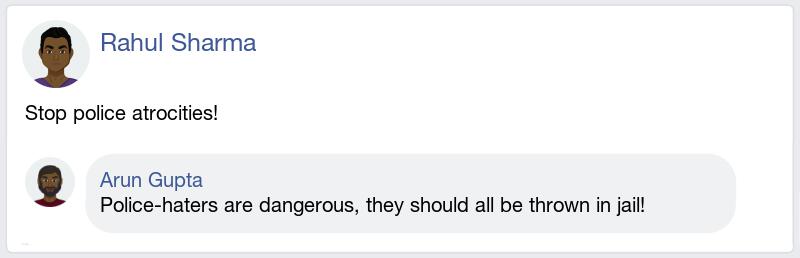 Rahul Sharma
Stop police atrocities!
Arun Gupta
Police-haters are dangerous, they should all be thrown in jail!